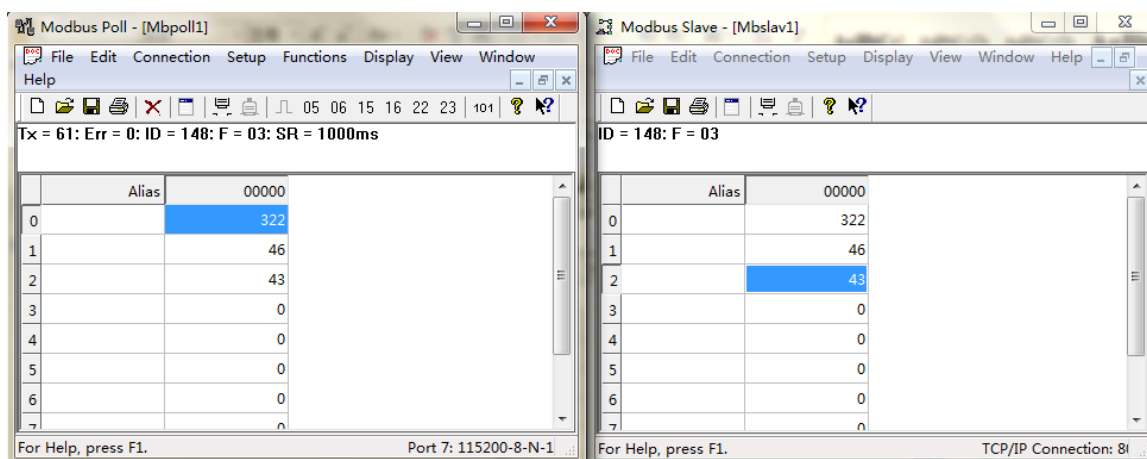 Modbus Poll - [Mbpoll1]
File Edit Connection Setup Functions Display View Window
Help
05 06 15 16 22 23 101
Tx = 61: Err = 0: ID = 148: F = 03: SR = 1000ms
Alias 00000
0 322
1 46
2 43
3 0
4 0
5 0
6 0
7 0
For Help, press F1. Port 7: 115200-8-N-1
Modbus Slave - [Mbslav1]
File Edit Connection Setup Display View Window Help
ID = 148: F = 03
Alias 00000
0 322
1 46
2 43
3 0
4 0
5 0
6 0
7 0
For Help, press F1. TCP/IP Connection: